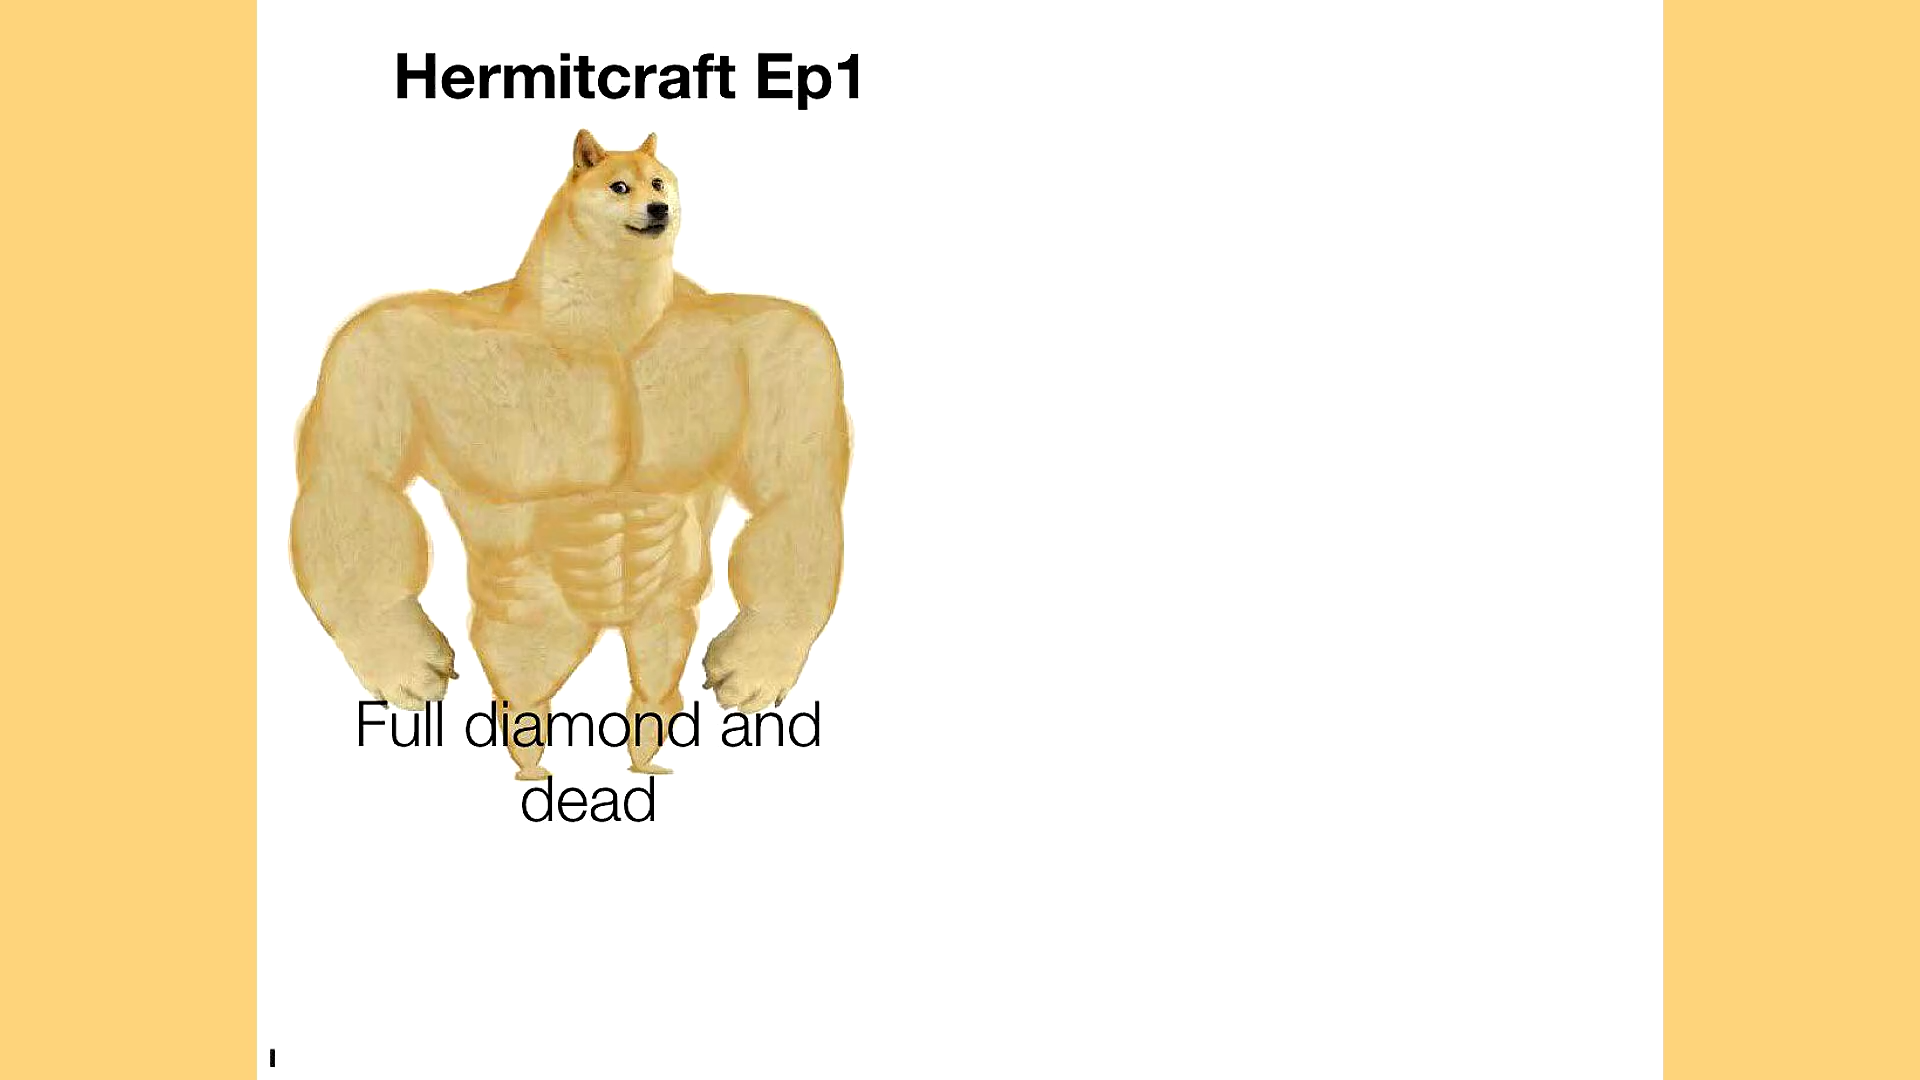 Hermitcraft Ep1
Full diamond and
dead